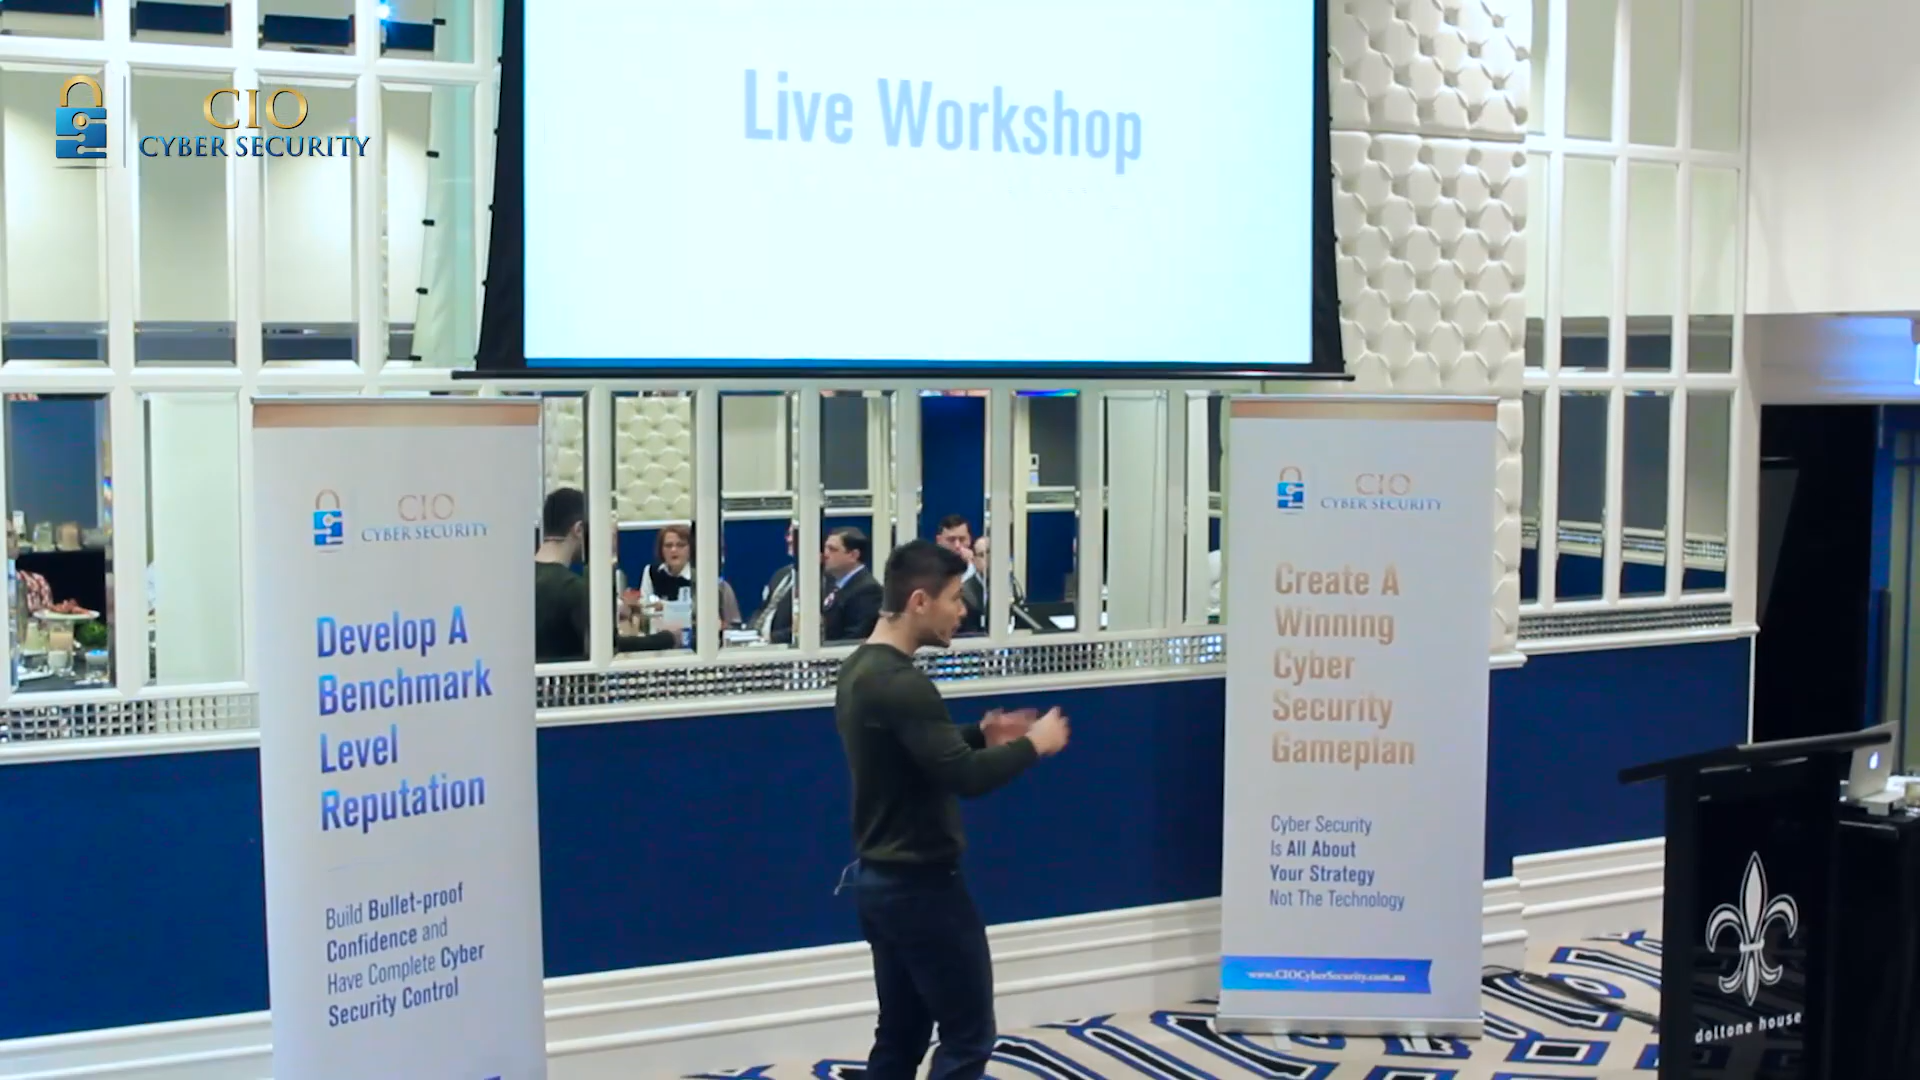 CIO
CYBER SECURITY
Live Workshop
CIO
CYBER SECURITY
Develop A
Benchmark
Level
Reputation
Build Bullet-proof
Confidence and
Have Complete Cyber
Security Control
CIO
CYBER SECURITY
Create A
Winning
Cyber
Security
Gameplan
Cyber Security
Is All About
Your Strategy
Not The Technology
www.CIOCyberSecurity.com.au
doltone house